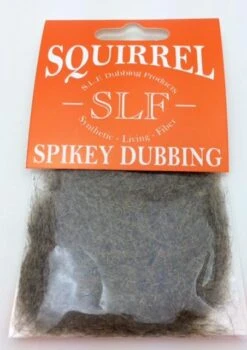 SQUIRREL
S.L.F Dubbing Products
- SLF -
Synthetic - Living - Fiber
SPIKEY DUBBING